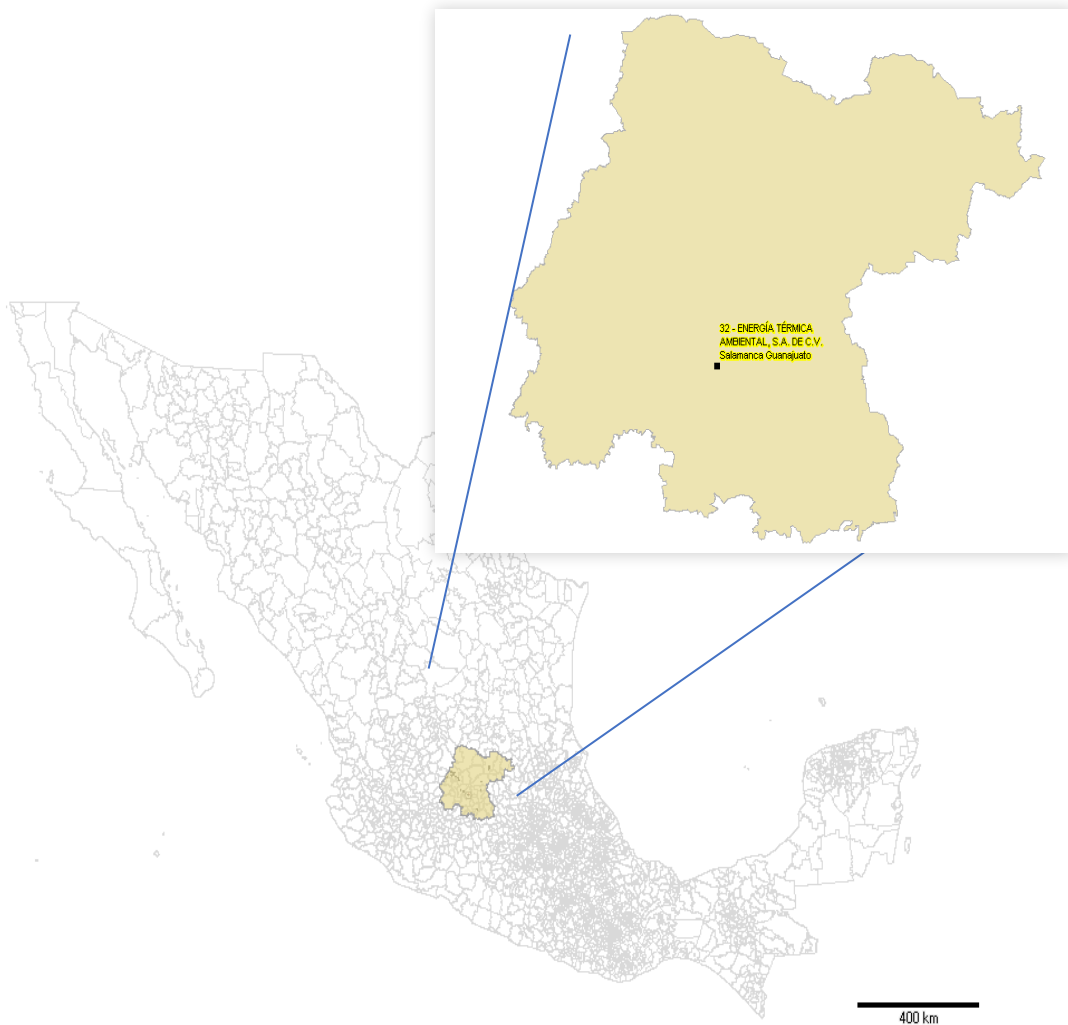 32 - ENERGÍA TÉRMICA
AMBIENTAL, S.A. DE C.V.
Salamanca Guanajuato
400 km